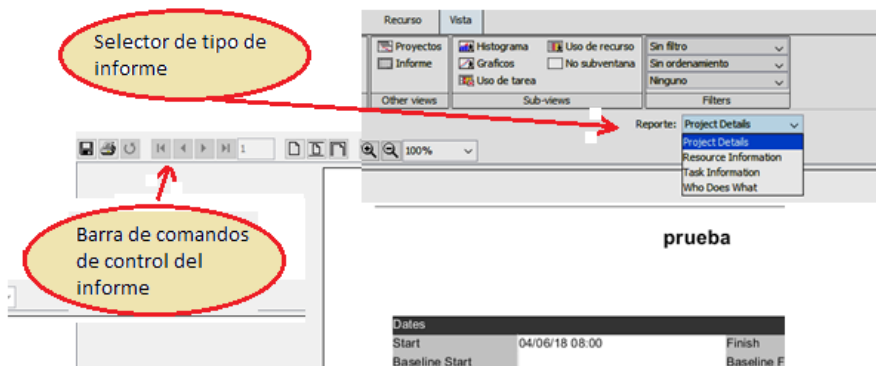 Recurso Vista
Selector de tipo de
informe
Proyectos Histograma Uso de recurso Sin filtro
Informe Graficos No subventana Sin ordenamiento
Uso de tarea Ninguno
Other views Sub-views Filters
Reporte: Project Details
Project Details
Resource Information
Task Information
Who Does What
1 100%
Barra de comandos
de control del
informe
prueba
Dates
Start 04/06/18 08:00 Finish
Baseline Start Baseline F